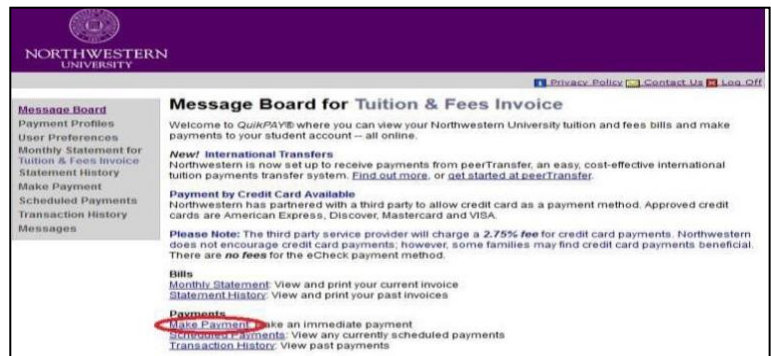 NORTHWESTERN
UNIVERSITY
Privacy Policy Contact Us Log Off
Message Board
Payment Profiles
User Preferences
Monthly Statement for
Tuition & Fees Invoice
Statement History
Make Payment
Scheduled Payments
Transaction History
Messages
Message Board for Tuition & Fees Invoice
Welcome to QuikPAY® where you can view your Northwestern University tuition and fees bills and make
payments to your student account -- all online.
New! International Transfers
Northwestern is now set up to receive payments from peerTransfer, an easy, cost-effective international
tuition payments transfer system. Find out more, or get started at peerTransfer.
Payment by Credit Card Available
Northwestern has partnered with a third party to allow credit card as a payment method. Approved credit
cards are American Express, Discover, Mastercard and VISA.
Please Note: The third party service provider will charge a 2.75% fee for credit card payments. Northwestern
does not encourage credit card payments; however, some families may find credit card payments beneficial.
There are no fees for the eCheck payment method.
Bills
Monthly Statement: View and print your current invoice
Statement History: View and print your past invoices
Payments
Make Payment: ake an immediate payment
Scheduled Payments: View any currently scheduled payments
Transaction History: View past payments